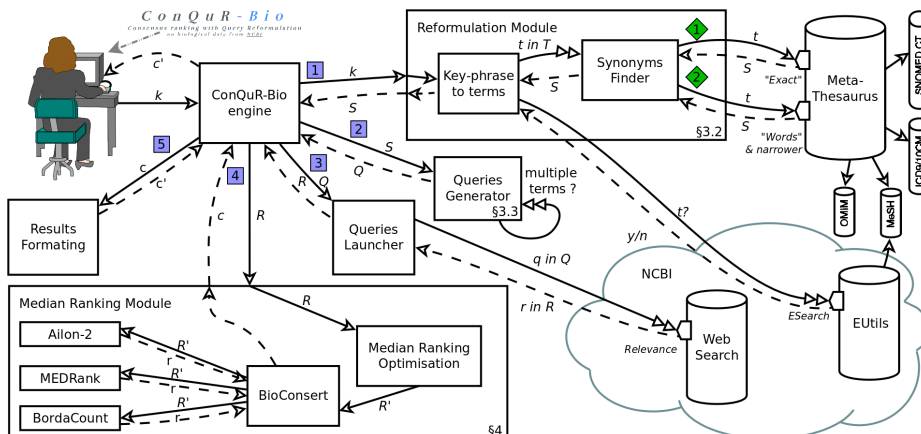 ConQuR-Bio
Consensus ranking with Query Reformulation
on biological data from NCBI
c'
k
ConQuR-Bio
engine
1
k
S
Reformulation Module
Key-phrase
to terms
t in T
S
Synonyms
Finder
§3.2
1
t
S
"Exact"
2
t
S
"Words"
& narrower
Meta-
Thesaurus
SNOMED CT
OMIM
MeSH
2
S
Q
Queries
Generator
§3.3
multiple
terms ?
3
R
Q
Queries
Launcher
4
c
R
5
c
c'
Results
Formating
t?
y/n
q in Q
r in R
NCBI
Relevance
Web
Search
ESearch
EUtils
Median Ranking Module
R
Ailon-2
MEDRank
BordaCount
R'
r
R'
r
R'
r
BioConsert
Median Ranking
Optimisation
R'
§4